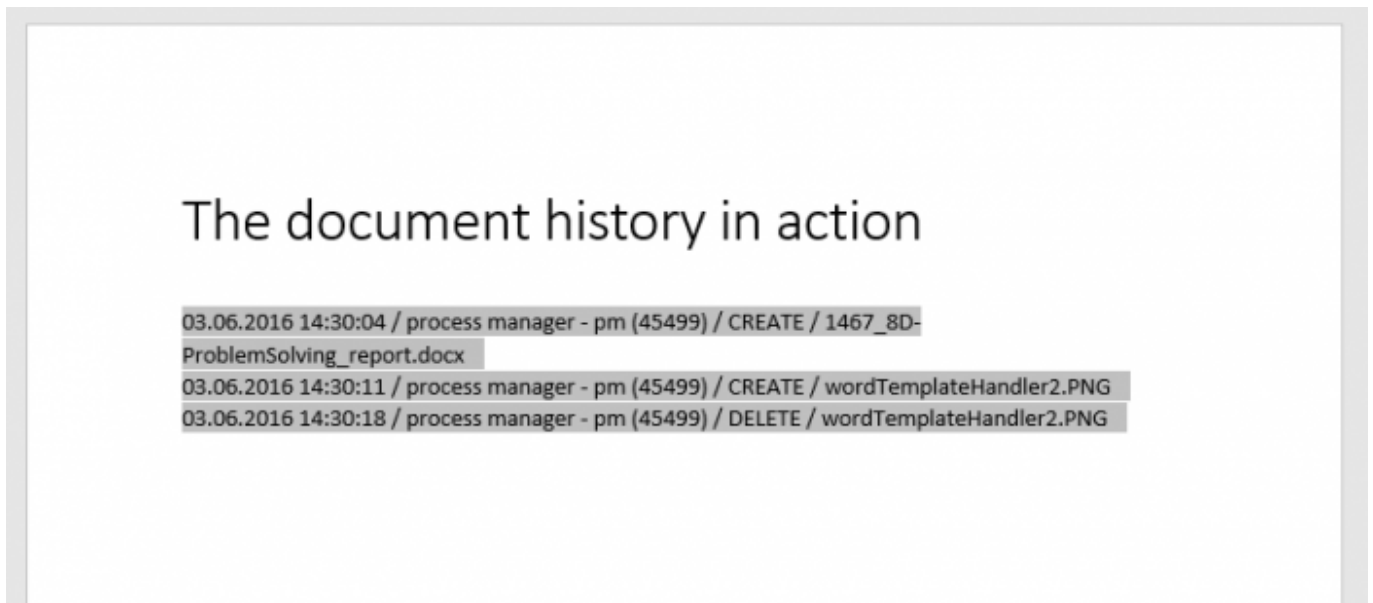 The document history in action
03.06.2016 14:30:04 / process manager - pm (45499) / CREATE / 1467_8D-
ProblemSolving_report.docx
03.06.2016 14:30:11 / process manager - pm (45499) / CREATE / wordTemplateHandler2.PNG
03.06.2016 14:30:18 / process manager - pm (45499) / DELETE / wordTemplateHandler2.PNG